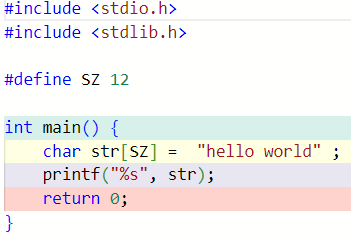 #include <stdio.h>
#include <stdlib.h>

#define SZ 12

int main() {
    char str[SZ] =  "hello world" ;
    printf("%s", str);
    return 0;
}